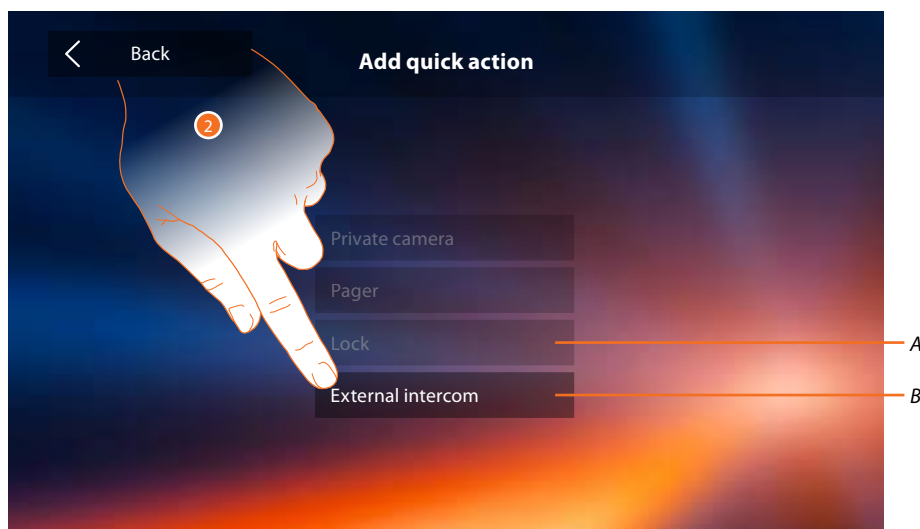 Back
Add quick action
2
Private camera
Pager
Lock
A
External intercom
B